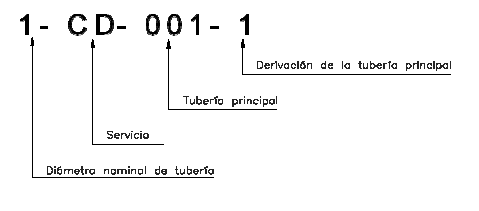 1- CD- 001- 1
Derivación de la tubería principal
Tubería principal
Servicio
Diámetro nominal de tubería